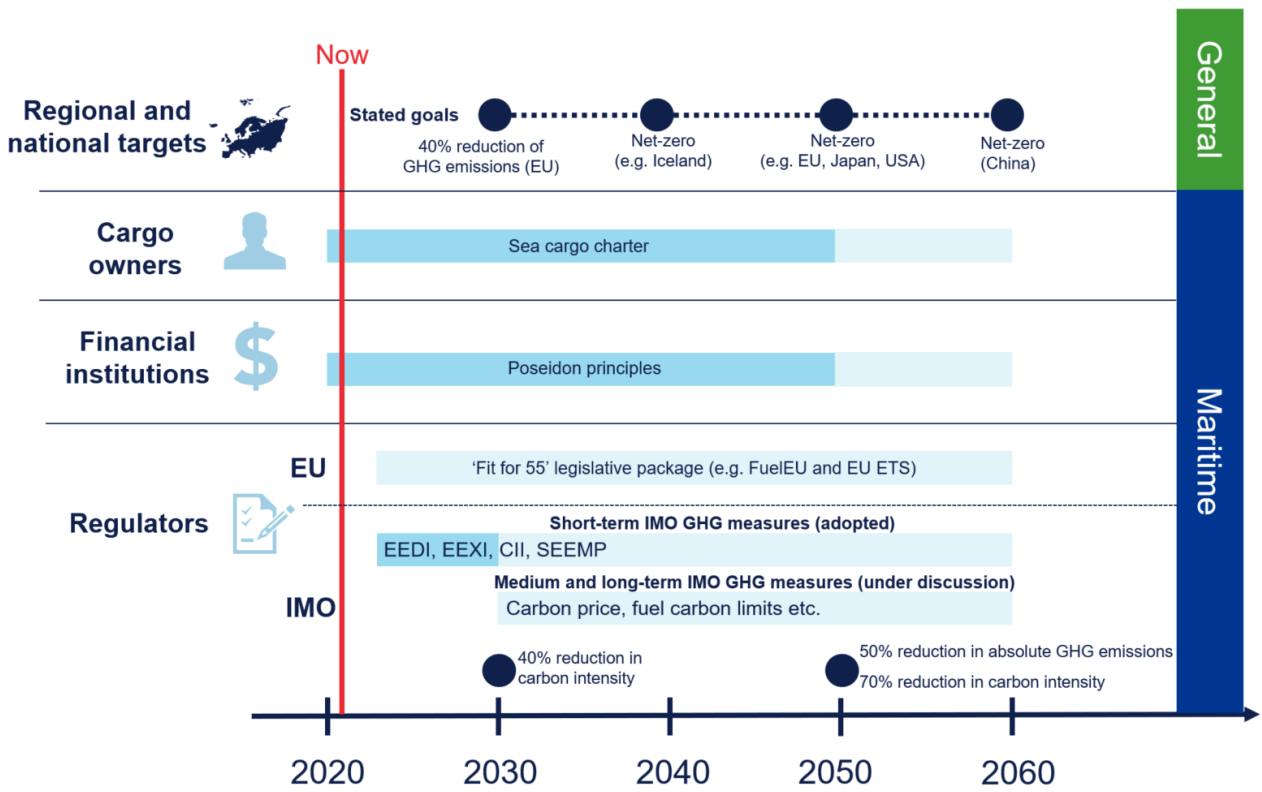 Now
General
Regional and
national targets
Stated goals
40% reduction of
GHG emissions (EU)
Net-zero
(e.g. Iceland)
Net-zero
(e.g. EU, Japan, USA)
Net-zero
(China)
Cargo
owners
Sea cargo charter
Financial
institutions
Poseidon principles
Maritime
Regulators
EU
‘Fit for 55’ legislative package (e.g. FuelEU and EU ETS)
Short-term IMO GHG measures (adopted)
EEDI, EEXI, CII, SEEMP
Medium and long-term IMO GHG measures (under discussion)
IMO
Carbon price, fuel carbon limits etc.
40% reduction in
carbon intensity
50% reduction in absolute GHG emissions
70% reduction in carbon intensity
2020 2030 2040 2050 2060